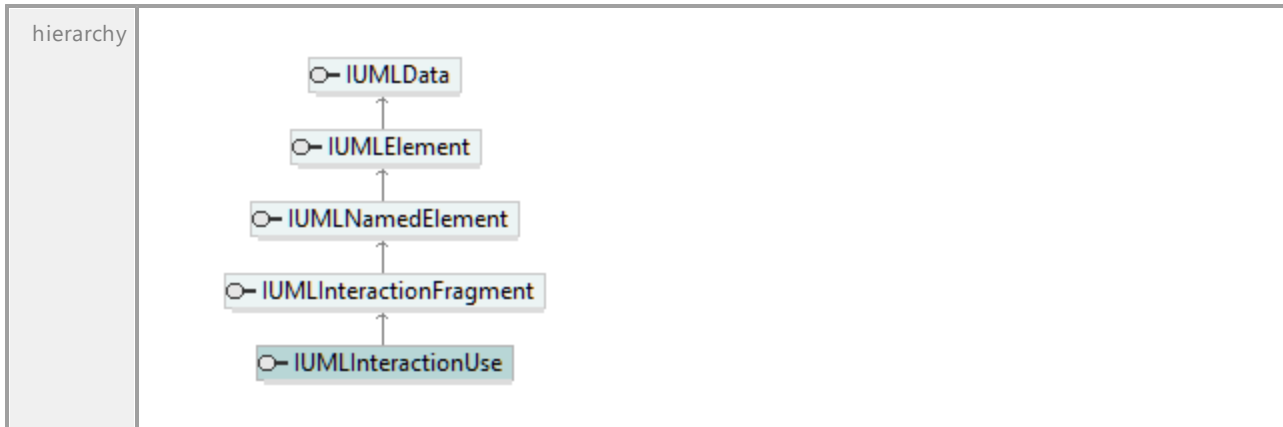 hierarchy
IUMLData
IUMLElement
IUMLNamedElement
IUMLInteractionFragment
IUMLInteractionUse